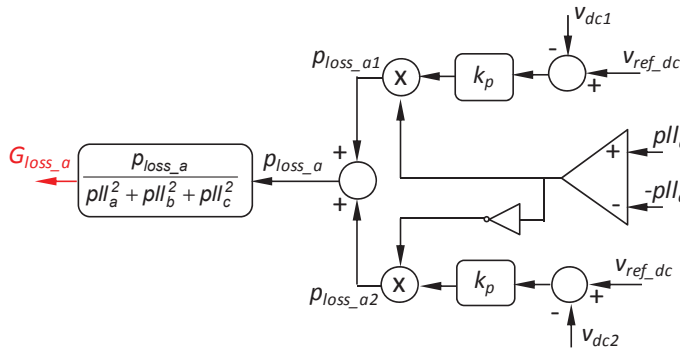 v_dc1
-
p_loss_a1
X
k_p
v_ref_dc
+
G_loss_a
p_loss_a
pll_a^2 + pll_b^2 + pll_c^2
p_loss_a
+
+
+
pll
-
-pll
p_loss_a2
X
k_p
v_ref_dc
+
-
v_dc2